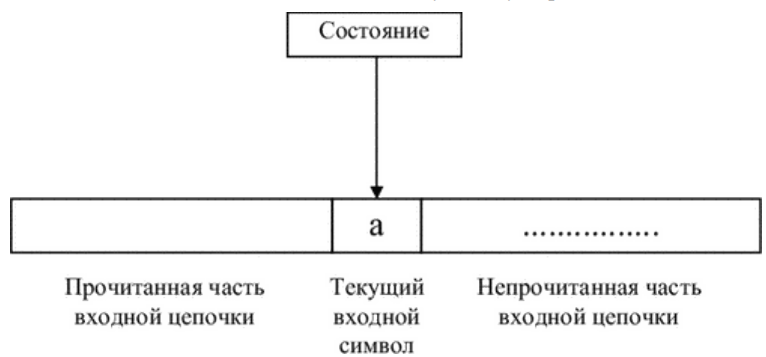 Состояние
а
................
Прочитанная часть
входной цепочки
Текущий
входной
символ
Непрочитанная часть
входной цепочки